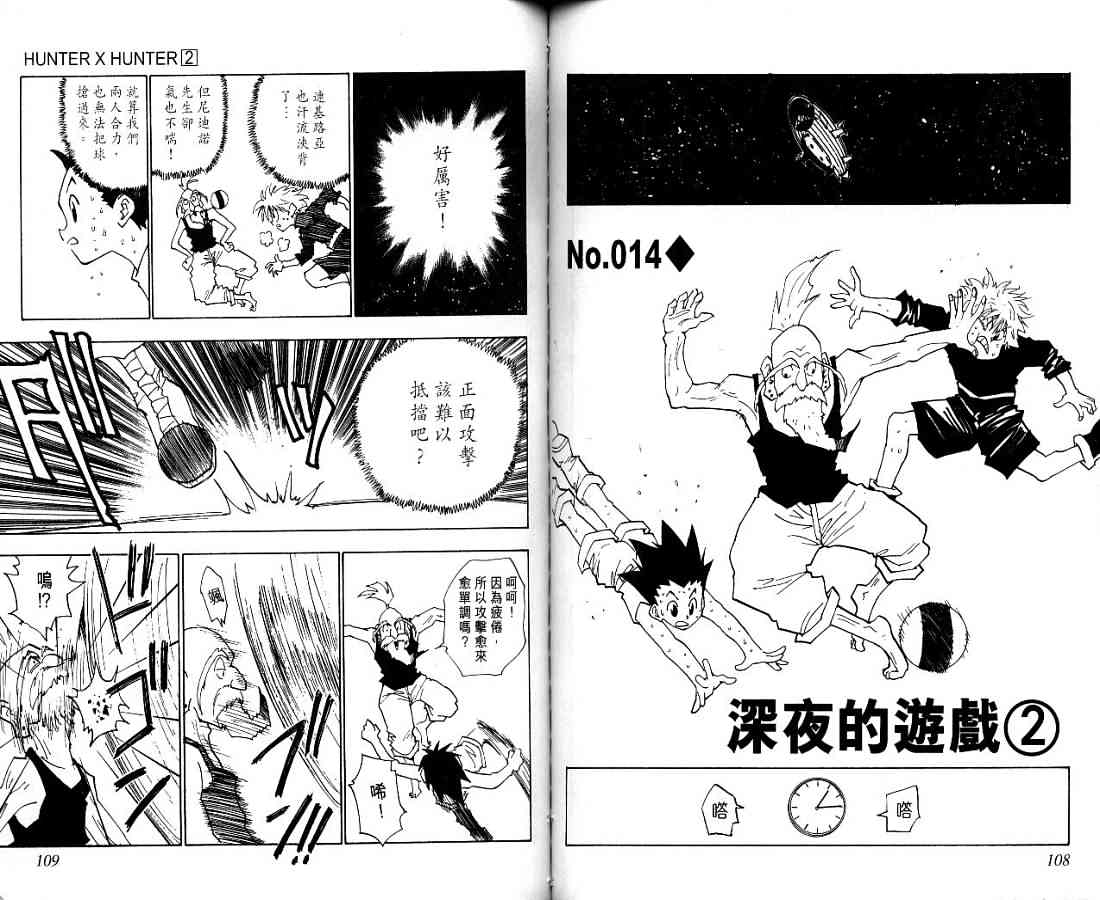 No.014◆
深夜的遊戲②
嗒
嗒
108
HUNTER X HUNTER 2
好厲害！
連基路亞
也汗流浹背
了…
但尼迪諾
先生卻
氣也不喘！
就算我們
兩人合力，
也無法把球
搶過來。
正面攻擊
該難以
抵擋吧？
呵呵！
因為疲倦，
所以攻擊愈來
愈單調嗎？
唏！
颯
嗚!?
109